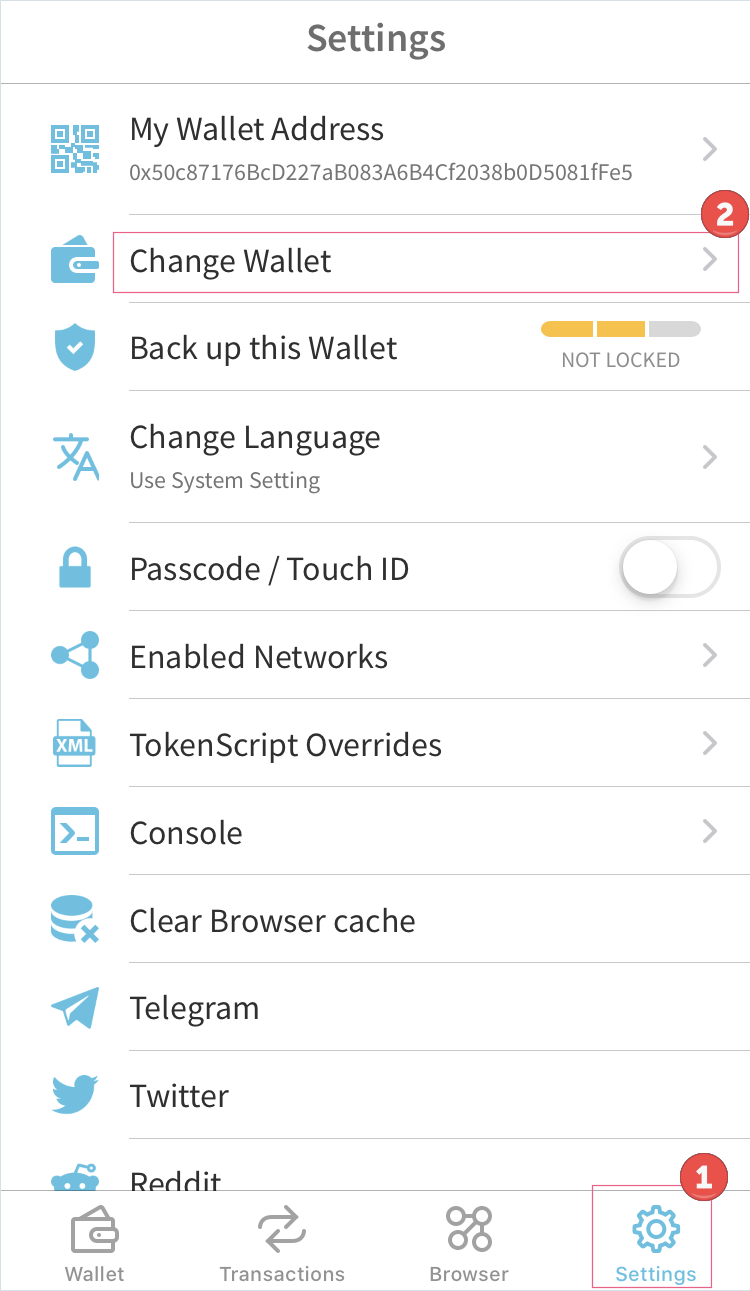 Settings
My Wallet Address
0x50c87176BcD227aB083A6B4Cf2038b0D5081fFe5
2
Change Wallet
Back up this Wallet
NOT LOCKED
Change Language
Use System Setting
Passcode / Touch ID
Enabled Networks
XML
TokenScript Overrides
Console
Clear Browser cache
Telegram
Twitter
Reddit
1
Wallet
Transactions
Browser
Settings